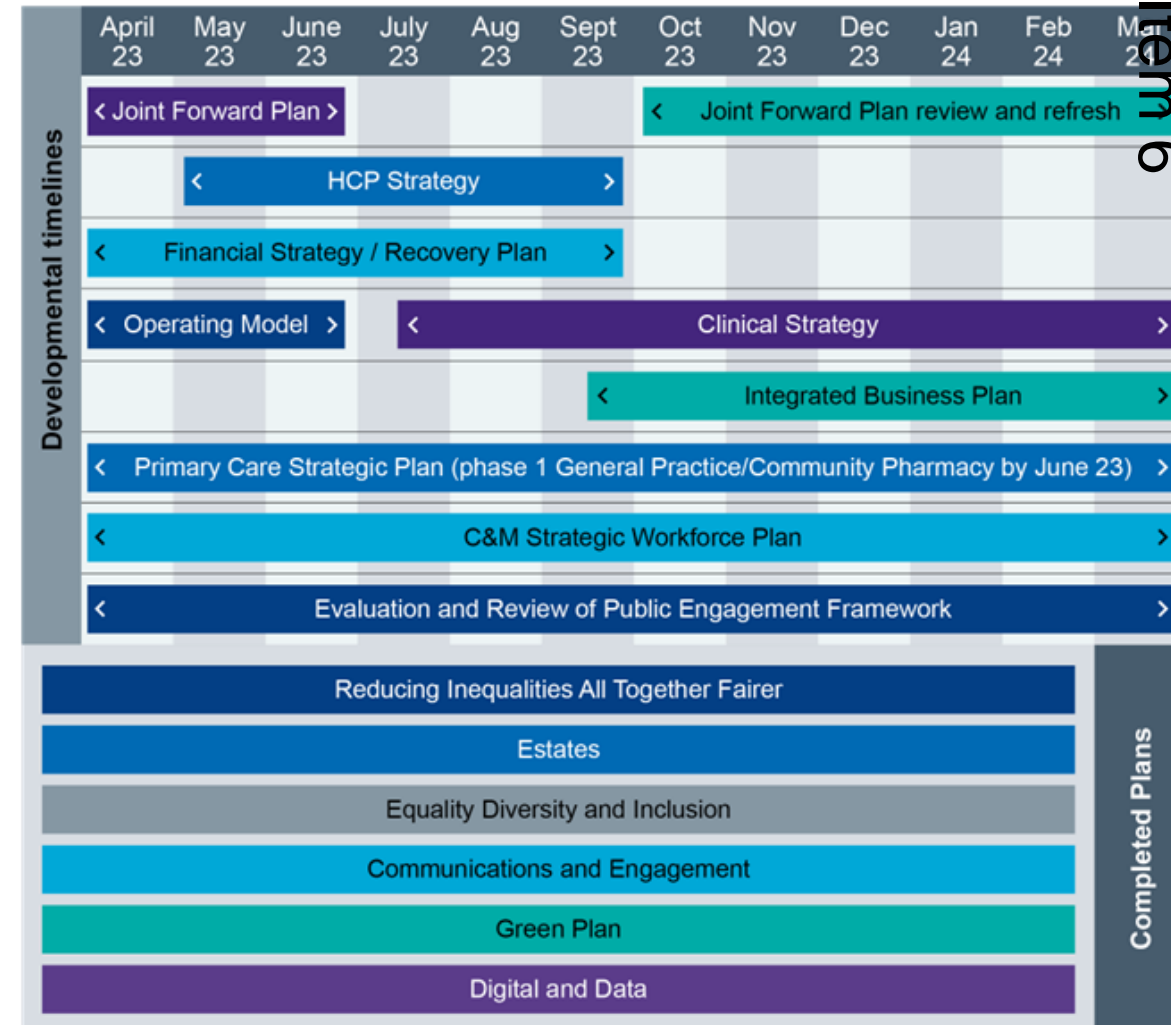 April May June July Aug Sept Oct Nov Dec Jan Feb Mar
23 23 23 23 23 23 23 23 23 24 24 24
Item 6
Developmental timelines
< Joint Forward Plan >
< Joint Forward Plan review and refresh
< HCP Strategy >
< Financial Strategy / Recovery Plan >
< Operating Model >
< Clinical Strategy >
< Integrated Business Plan >
< Primary Care Strategic Plan (phase 1 General Practice/Community Pharmacy by June 23) >
< C&M Strategic Workforce Plan >
< Evaluation and Review of Public Engagement Framework >
Reducing Inequalities All Together Fairer
Estates
Equality Diversity and Inclusion
Communications and Engagement
Green Plan
Digital and Data
Completed Plans